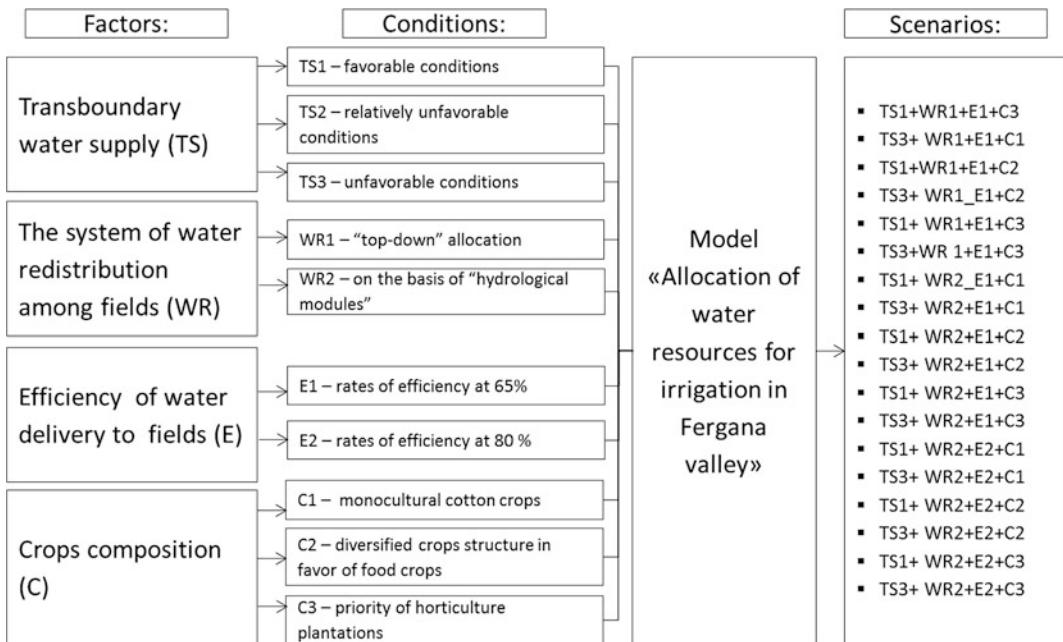 Factors:
Conditions:
Scenarios:
Transboundary
water supply (TS)
TS1 – favorable conditions
TS2 – relatively unfavorable
conditions
TS3 – unfavorable conditions
The system of water
redistribution
among fields (WR)
WR1 – “top-down” allocation
WR2 – on the basis of “hydrological
modules”
Efficiency of water
delivery to fields (E)
E1 – rates of efficiency at 65%
E2 – rates of efficiency at 80 %
Crops composition
(C)
C1 – monocultural cotton crops
C2 – diversified crops structure in
favor of food crops
C3 – priority of horticulture
plantations
Model
«Allocation of
water
resources for
irrigation in
Fergana
valley»
▪ TS1+WR1+E1+C3
▪ TS3+ WR1+E1+C1
▪ TS1+WR1+E1+C2
▪ TS3+ WR1_E1+C2
▪ TS1+ WR1+E1+C3
▪ TS3+WR 1+E1+C3
▪ TS1+ WR2_E1+C1
▪ TS3+ WR2+E1+C1
▪ TS1+ WR2+E1+C2
▪ TS3+ WR2+E1+C2
▪ TS1+ WR2+E1+C3
▪ TS3+ WR2+E1+C3
▪ TS1+ WR2+E2+C1
▪ TS3+ WR2+E2+C1
▪ TS1+ WR2+E2+C2
▪ TS3+ WR2+E2+C2
▪ TS1+ WR2+E2+C3
▪ TS3+ WR2+E2+C3